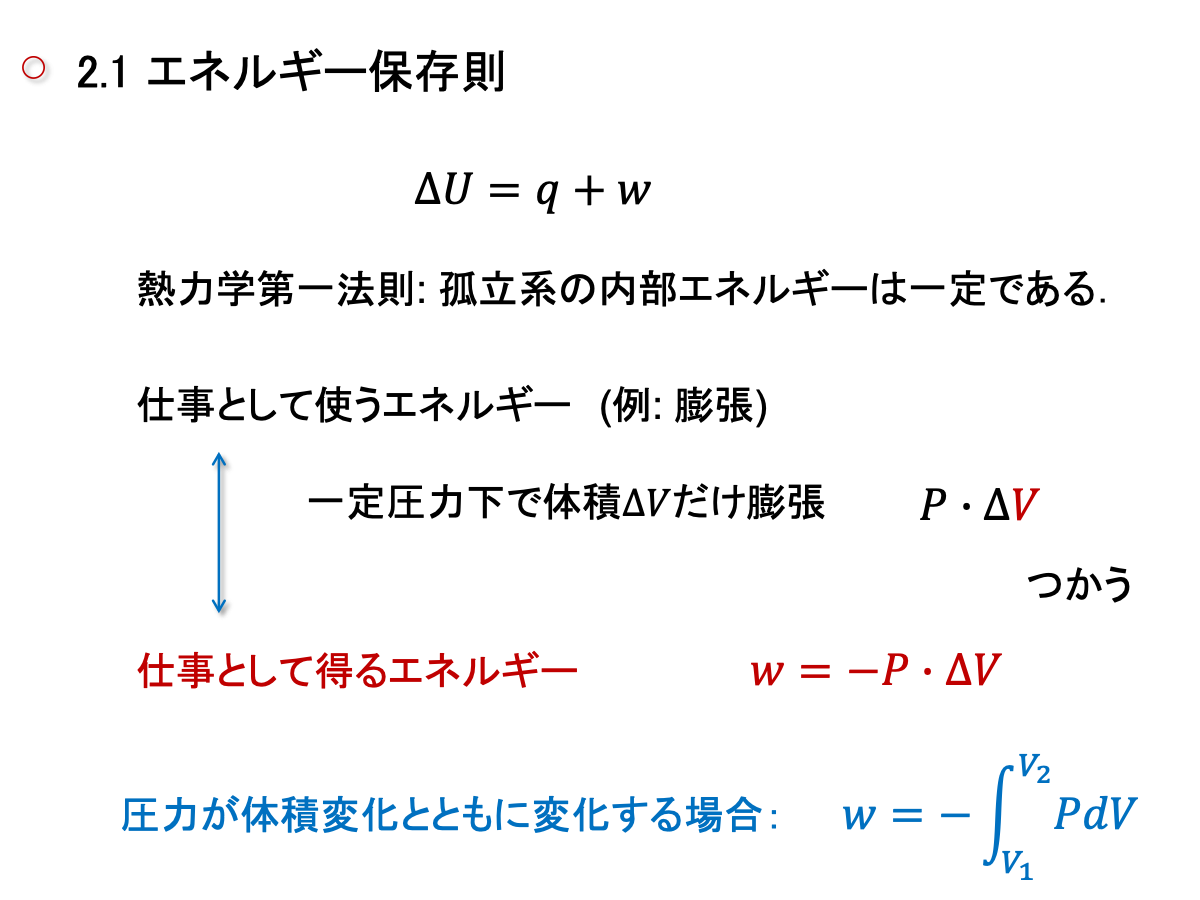 2.1 エネルギー保存則
ΔU = q + w
熱力学第一法則: 孤立系の内部エネルギーは一定である.
仕事として使うエネルギー (例: 膨張)
一定圧力下で体積ΔVだけ膨張 P · ΔV
つかう
仕事として得るエネルギー w = −P · ΔV
圧力が体積変化とともに変化する場合: w = − ∫_{V₁}^{V₂} PdV